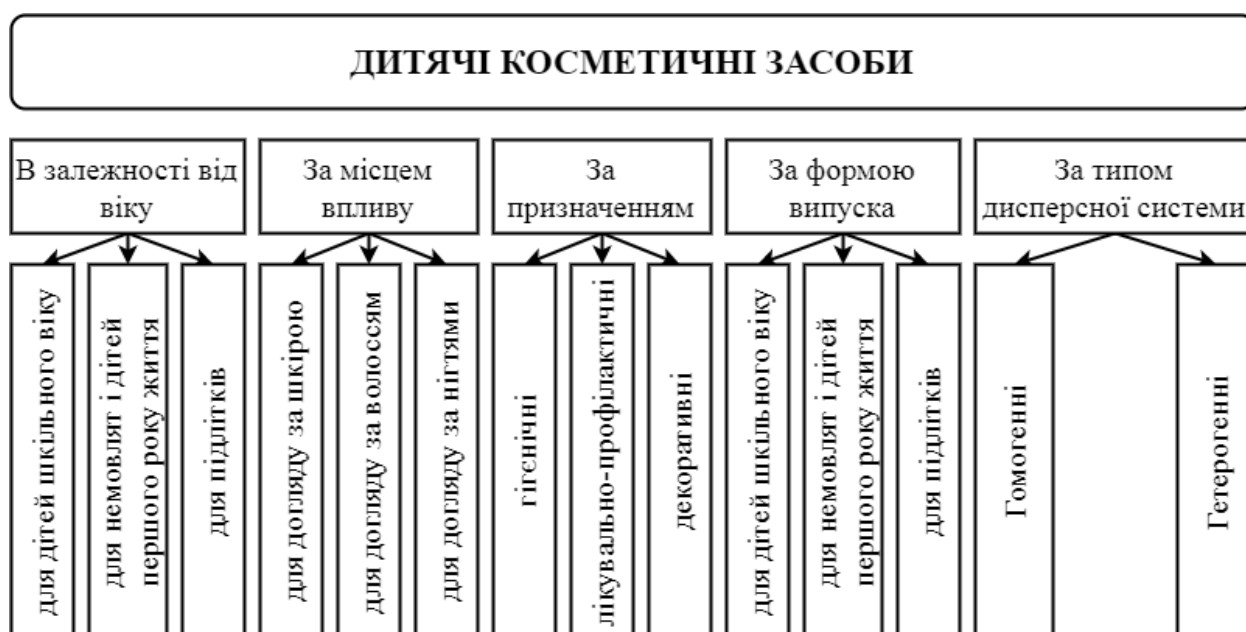 ДИТЯЧІ КОСМЕТИЧНІ ЗАСОБИ
В залежності від
віку
За місцем
впливу
За
призначенням
За формою
випуска
За типом
дисперсної системи
для дітей шкільного віку
для немовлят і дітей
першого року життя
для підлітків
для догляду за шкірою
для догляду за волоссям
для догляду за нігтями
гігєнічні
лікувально-профілактичні
декоративні
для дітей шкільного віку
для немовлят і дітей
першого року життя
для підлітків
Гомогенні
Гетерогенні